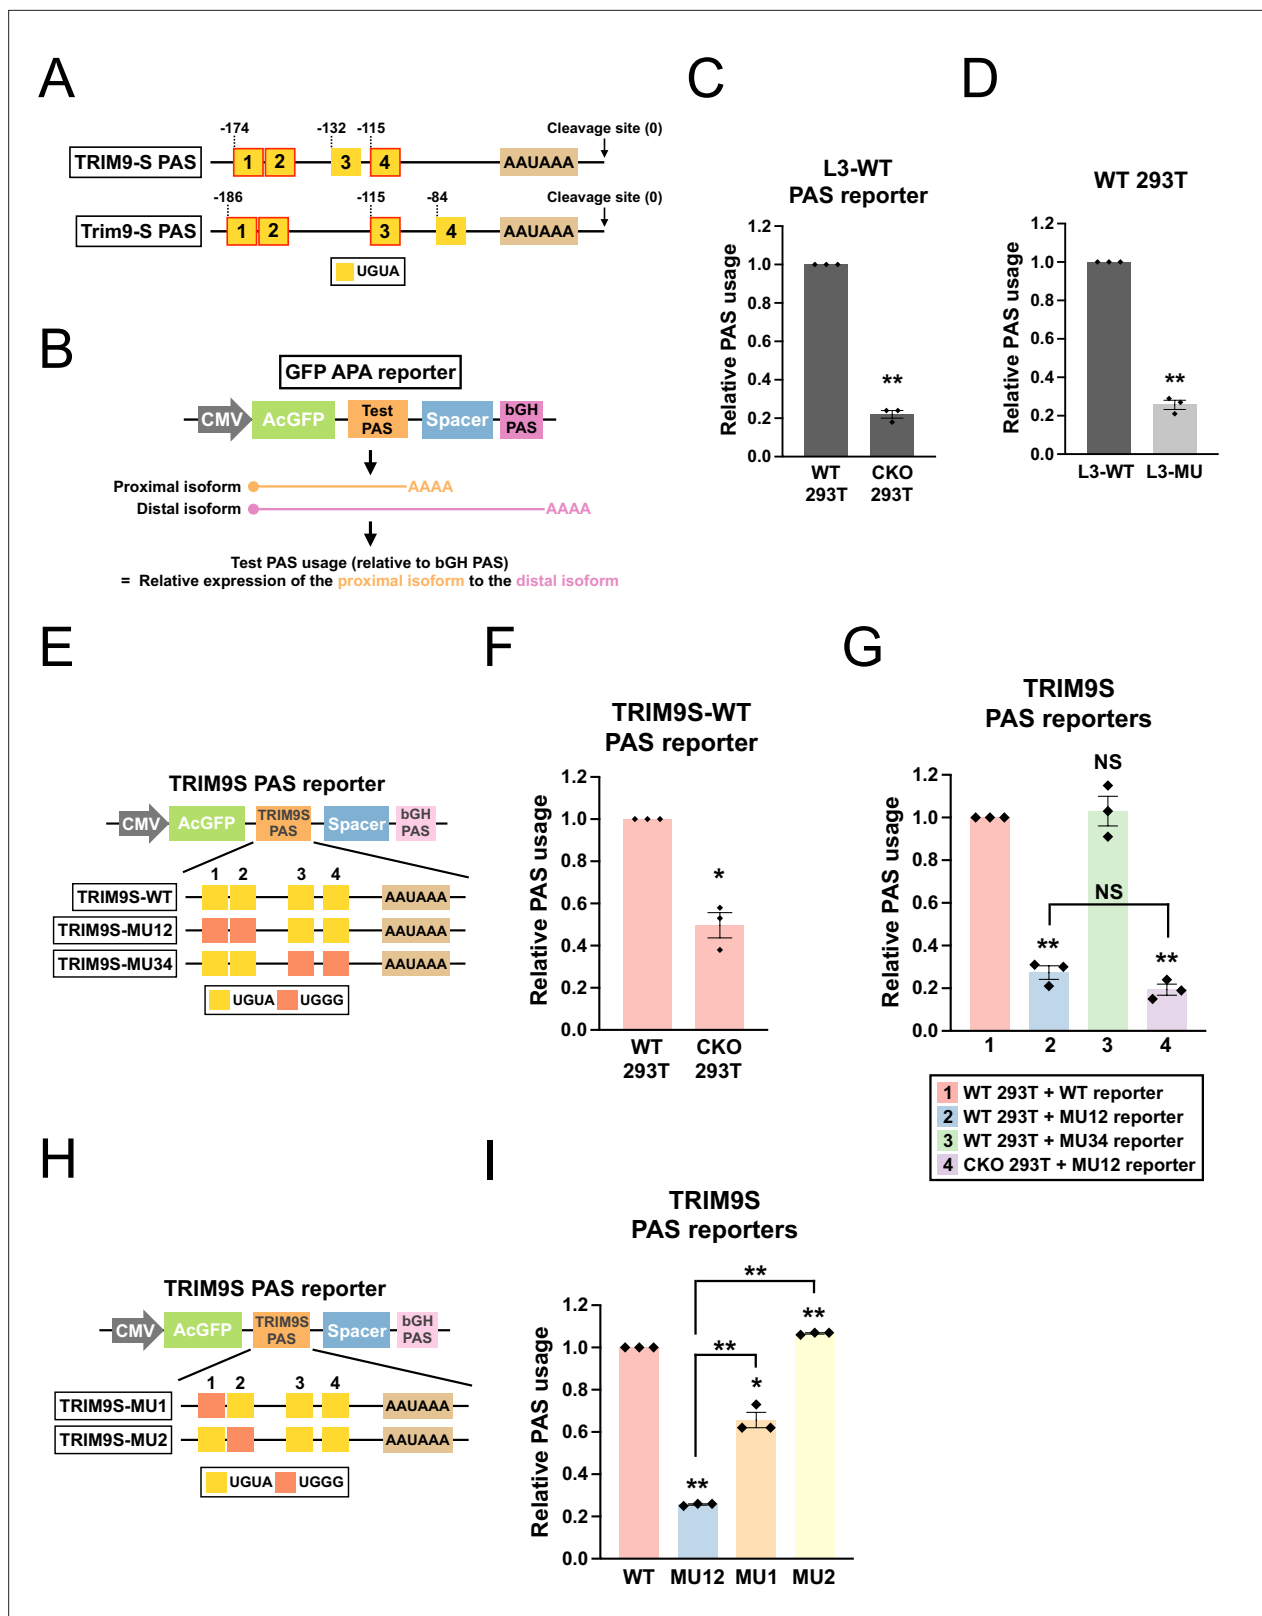 A
-174
-132
-115
Cleavage site (0)
TRIM9-S PAS
1
2
3
4
AAUAAA
-186
-115
-84
Cleavage site (0)
Trim9-S PAS
1
2
3
4
AAUAAA
UGUA
B
GFP APA reporter
CMV
AcGFP
Test
PAS
Spacer
bGH
PAS
Proximal isoform
AAAA
Distal isoform
AAAA
Test PAS usage (relative to bGH PAS)
= Relative expression of the proximal isoform to the distal isoform
C
L3-WT
PAS reporter
Relative PAS usage
1.2
1.0
0.8
0.6
0.4
0.2
0.0
**
WT
293T
CKO
293T
D
WT 293T
Relative PAS usage
1.2
1.0
0.8
0.6
0.4
0.2
0.0
**
L3-WT
L3-MU
E
TRIM9S PAS reporter
CMV
AcGFP
TRIM9S
PAS
Spacer
bGH
PAS
1
2
3
4
TRIM9S-WT
AAUAAA
TRIM9S-MU12
AAUAAA
TRIM9S-MU34
AAUAAA
UGUA
UGGG
F
TRIM9S-WT
PAS reporter
Relative PAS usage
1.2
1.0
0.8
0.6
0.4
0.2
0.0
*
WT
293T
CKO
293T
G
TRIM9S
PAS reporters
Relative PAS usage
1.2
1.0
0.8
0.6
0.4
0.2
0.0
NS
NS
**
**
1
2
3
4
1 WT 293T + WT reporter
2 WT 293T + MU12 reporter
3 WT 293T + MU34 reporter
4 CKO 293T + MU12 reporter
H
TRIM9S PAS reporter
CMV
AcGFP
TRIM9S
PAS
Spacer
bGH
PAS
1
2
3
4
TRIM9S-MU1
AAUAAA
TRIM9S-MU2
AAUAAA
UGUA
UGGG
I
TRIM9S
PAS reporters
Relative PAS usage
1.2
1.0
0.8
0.6
0.4
0.2
0.0
**
**
**
*
**
WT
MU12
MU1
MU2